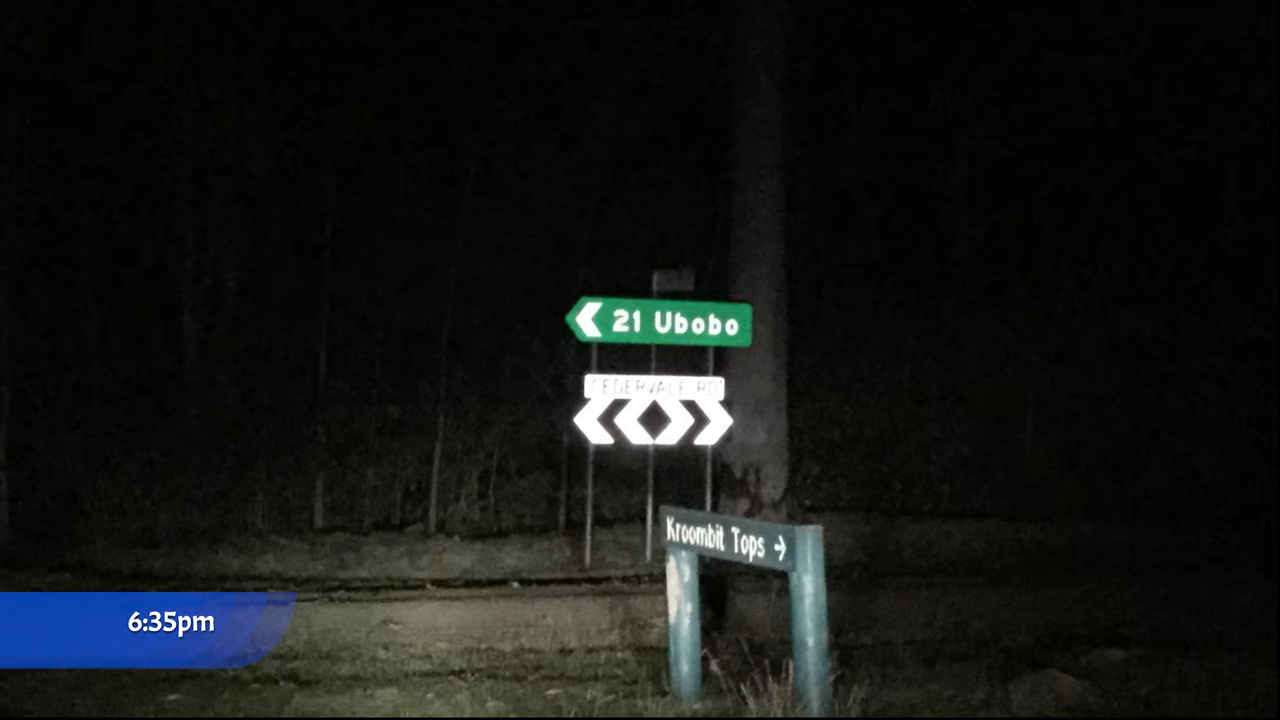 21 Ubobo
CEDERVALE RD
Kroombit Tops →
6:35pm